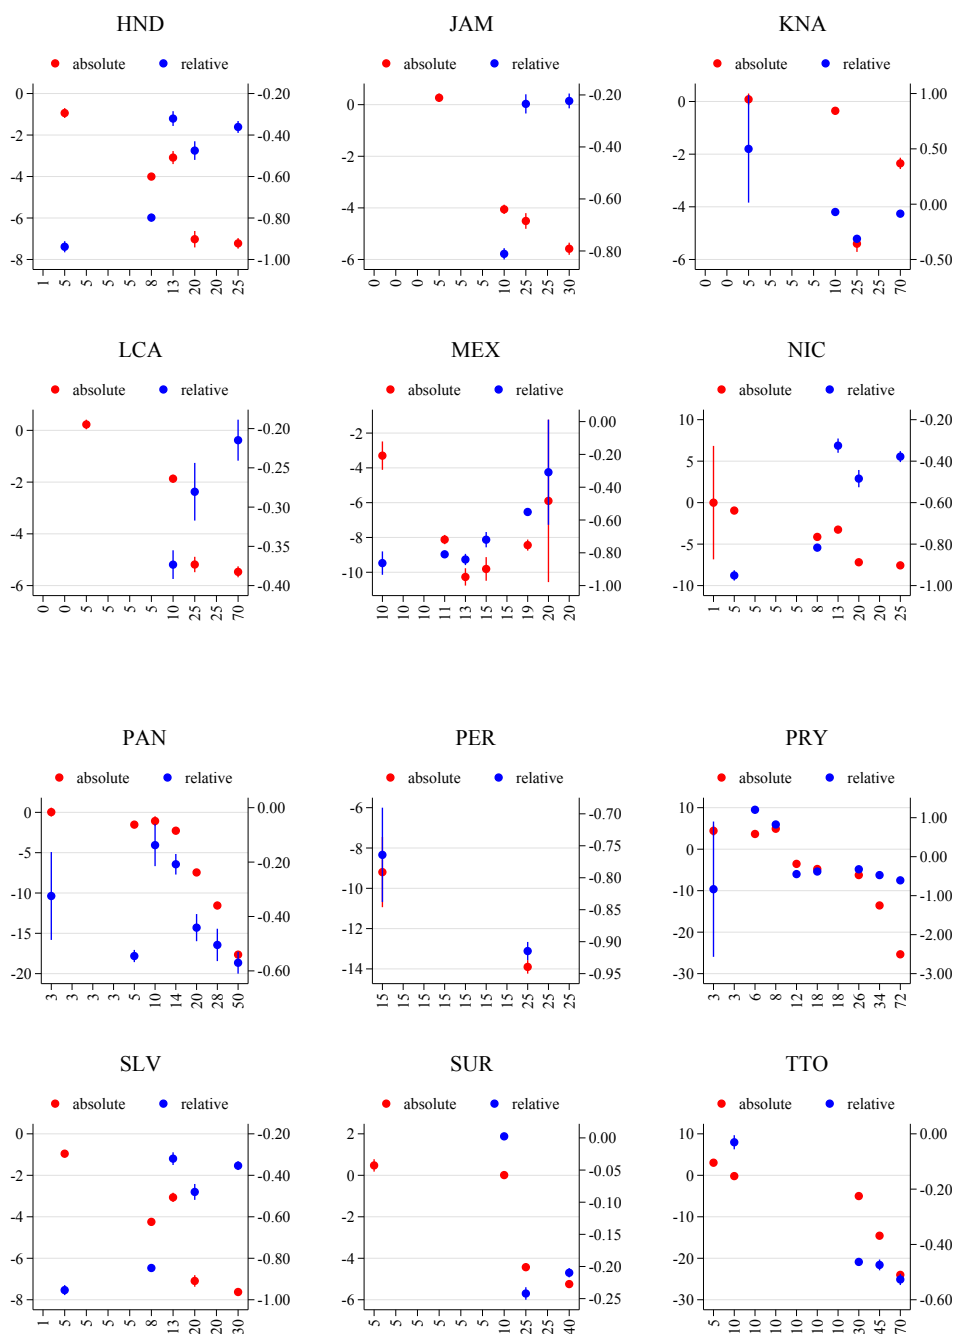 HND JAM KNA
absolute relative absolute relative absolute relative
0 -0.20 0 -0.20 0 1.00
-2 -0.40 -2 -0.40 -2 0.50
-4 -0.60 -4 -0.60 -4 0.00
-6 -0.80 -6 -0.80 -6 -0.50
-8 -1.00
1 5 5 5 5 8 13 20 20 25 0 0 0 5 5 5 10 25 25 30 0 0 5 5 5 5 10 25 25 70
LCA MEX NIC
absolute relative absolute relative absolute relative
0 -0.20 -2 0.00 10 -0.20
-2 -0.25 -4 -0.20 5 -0.40
-4 -0.30 -6 -0.40 0 -0.60
-6 -0.35 -8 -0.60 -5 -0.80
-0.40 -10 -0.80 -10 -1.00
-1.00
0 0 5 5 5 5 10 25 25 70 10 10 10 11 13 15 15 19 20 20 1 5 5 5 5 8 13 20 20 25
PAN PER PRY
absolute relative absolute relative absolute relative
0 0.00 -6 -0.70 10 1.00
-5 -0.20 -8 -0.75 0 0.00
-10 -0.40 -10 -0.80 -10 -1.00
-15 -0.60 -12 -0.85 -20 -2.00
-20 -14 -0.90 -30 -3.00
-0.95
3 3 3 3 5 10 14 20 28 50 15 15 15 15 15 15 15 25 25 25 3 3 6 8 12 18 18 26 34 72
SLV SUR TTO
absolute relative absolute relative absolute relative
0 -0.20 2 0.00 10 0.00
-2 -0.40 0 -0.05 0 -0.20
-4 -0.60 -2 -0.10 -10 -0.40
-6 -0.80 -4 -0.15 -20 -0.60
-8 -1.00 -6 -0.20 -30
-0.25
1 5 5 5 5 8 13 20 20 30 5 5 5 5 5 5 10 25 25 40 5 10 10 10 10 10 10 30 45 70